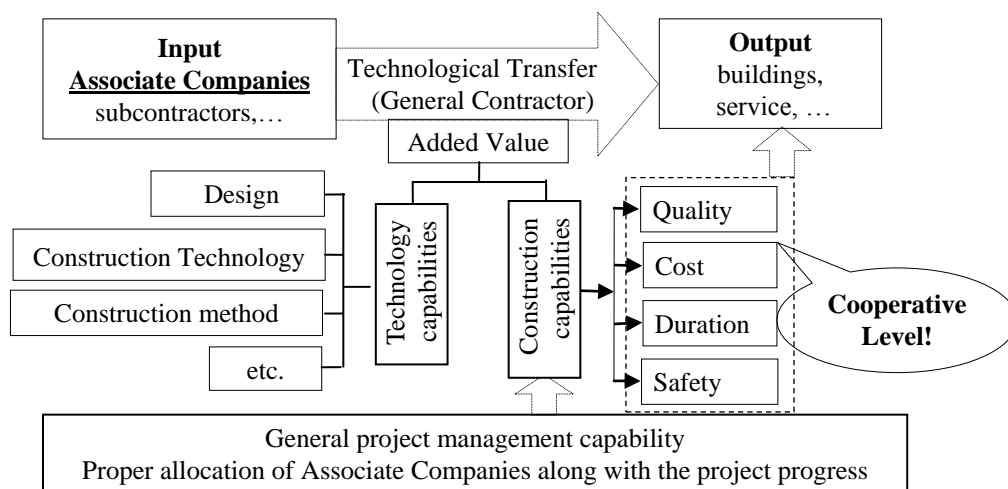 Input
Associate Companies
subcontractors,…
Technological Transfer
(General Contractor)
Output
buildings,
service, …
Added Value
Design
Construction Technology
Construction method
etc.
Technology
capabilities
Construction
capabilities
Quality
Cost
Duration
Safety
Cooperative
Level!
General project management capability
Proper allocation of Associate Companies along with the project progress